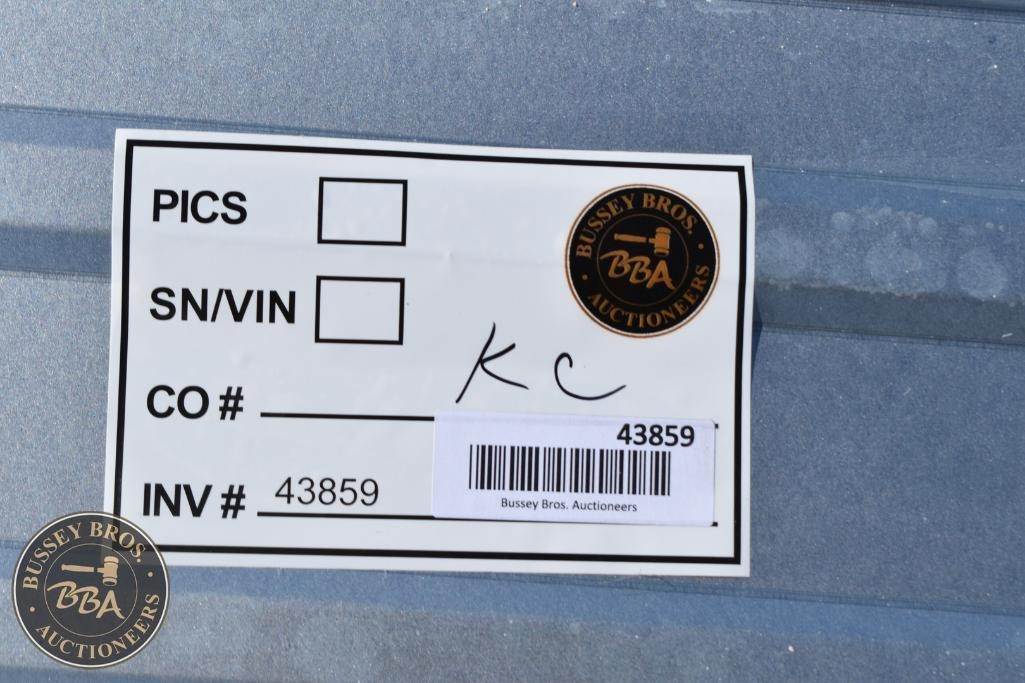 PICS
BUSSEY BROS.
BBA
AUCTIONEERS
SN/VIN
KC
CO #
43859
Bussey Bros. Auctioneers
INV # 43859
BUSSEY BROS.
BBA
AUCTIONEERS